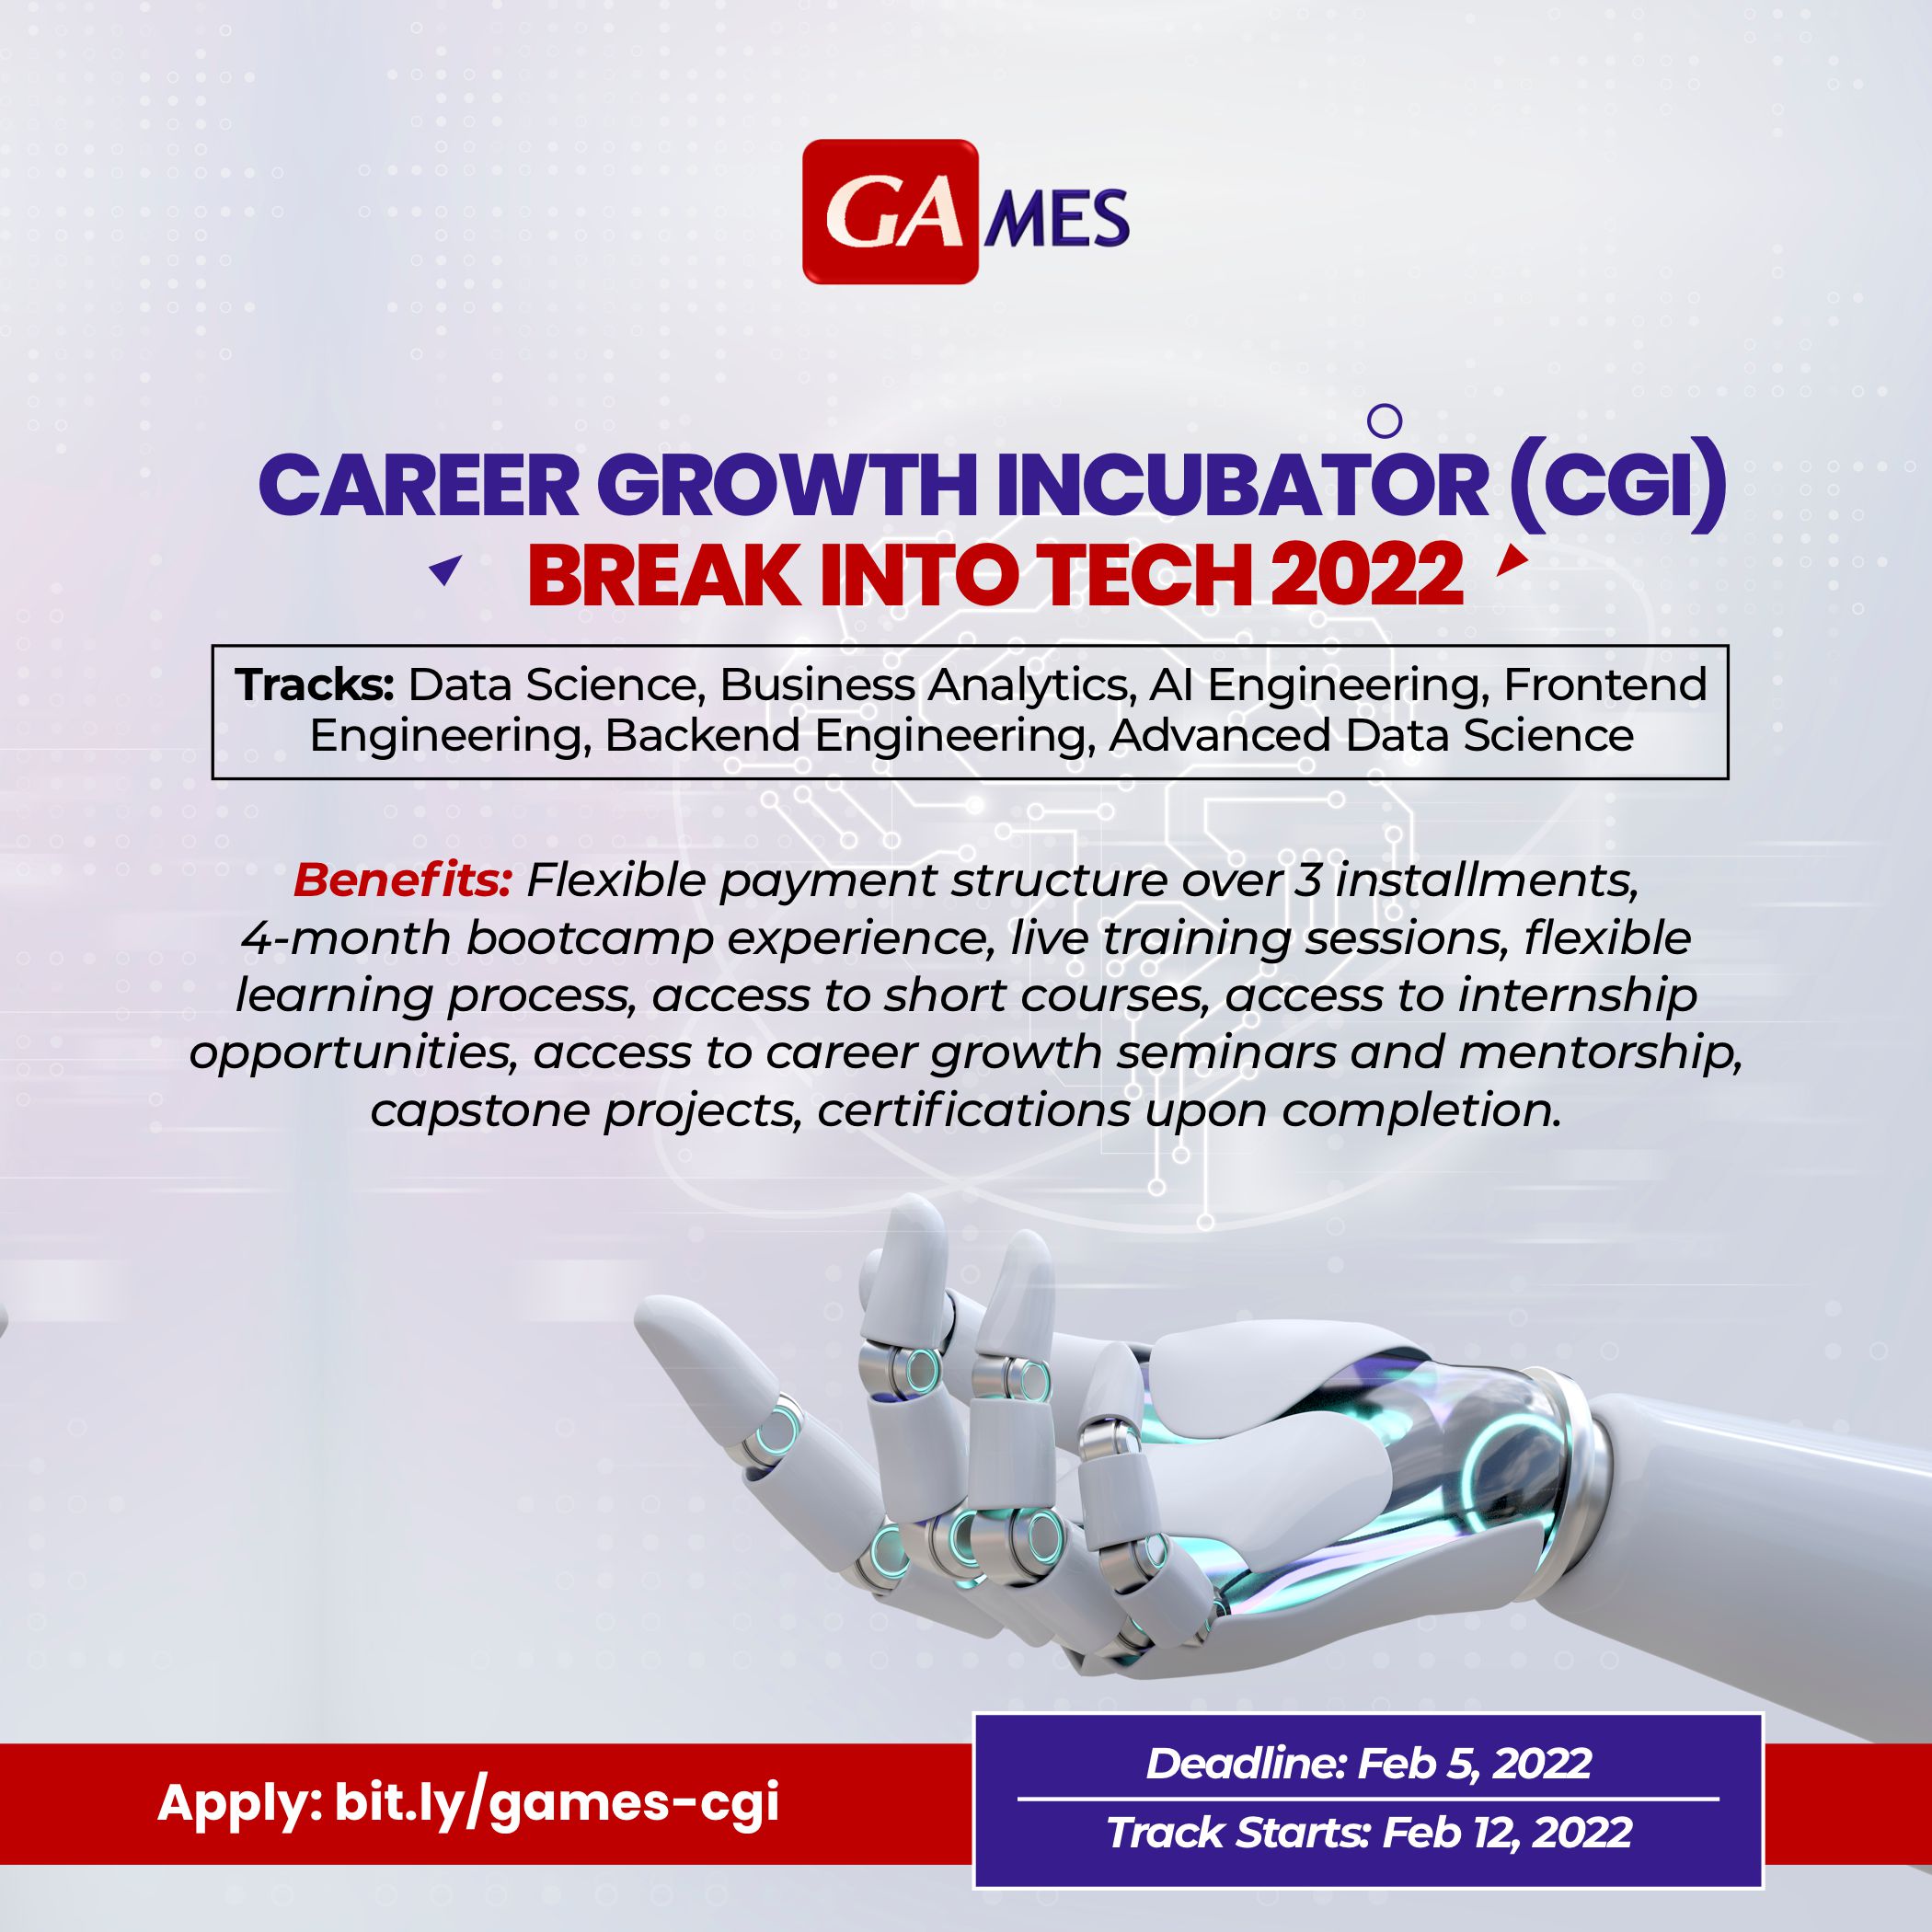 GAMES
CAREER GROWTH INCUBATOR (CGI)
BREAK INTO TECH 2022
Tracks: Data Science, Business Analytics, AI Engineering, Frontend
Engineering, Backend Engineering, Advanced Data Science
Benefits: Flexible payment structure over 3 installments,
4-month bootcamp experience, live training sessions, flexible
learning process, access to short courses, access to internship
opportunities, access to career growth seminars and mentorship,
capstone projects, certifications upon completion.
Apply: bit.ly/games-cgi
Deadline: Feb 5, 2022
Track Starts: Feb 12, 2022